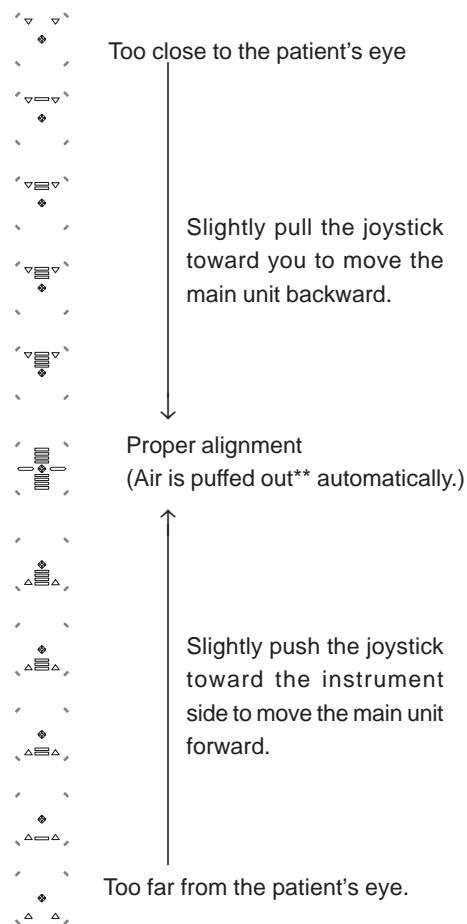 Too close to the patient's eye
Slightly pull the joystick
toward you to move the
main unit backward.
Proper alignment
(Air is puffed out** automatically.)
Slightly push the joystick
toward the instrument
side to move the main unit
forward.
Too far from the patient's eye.